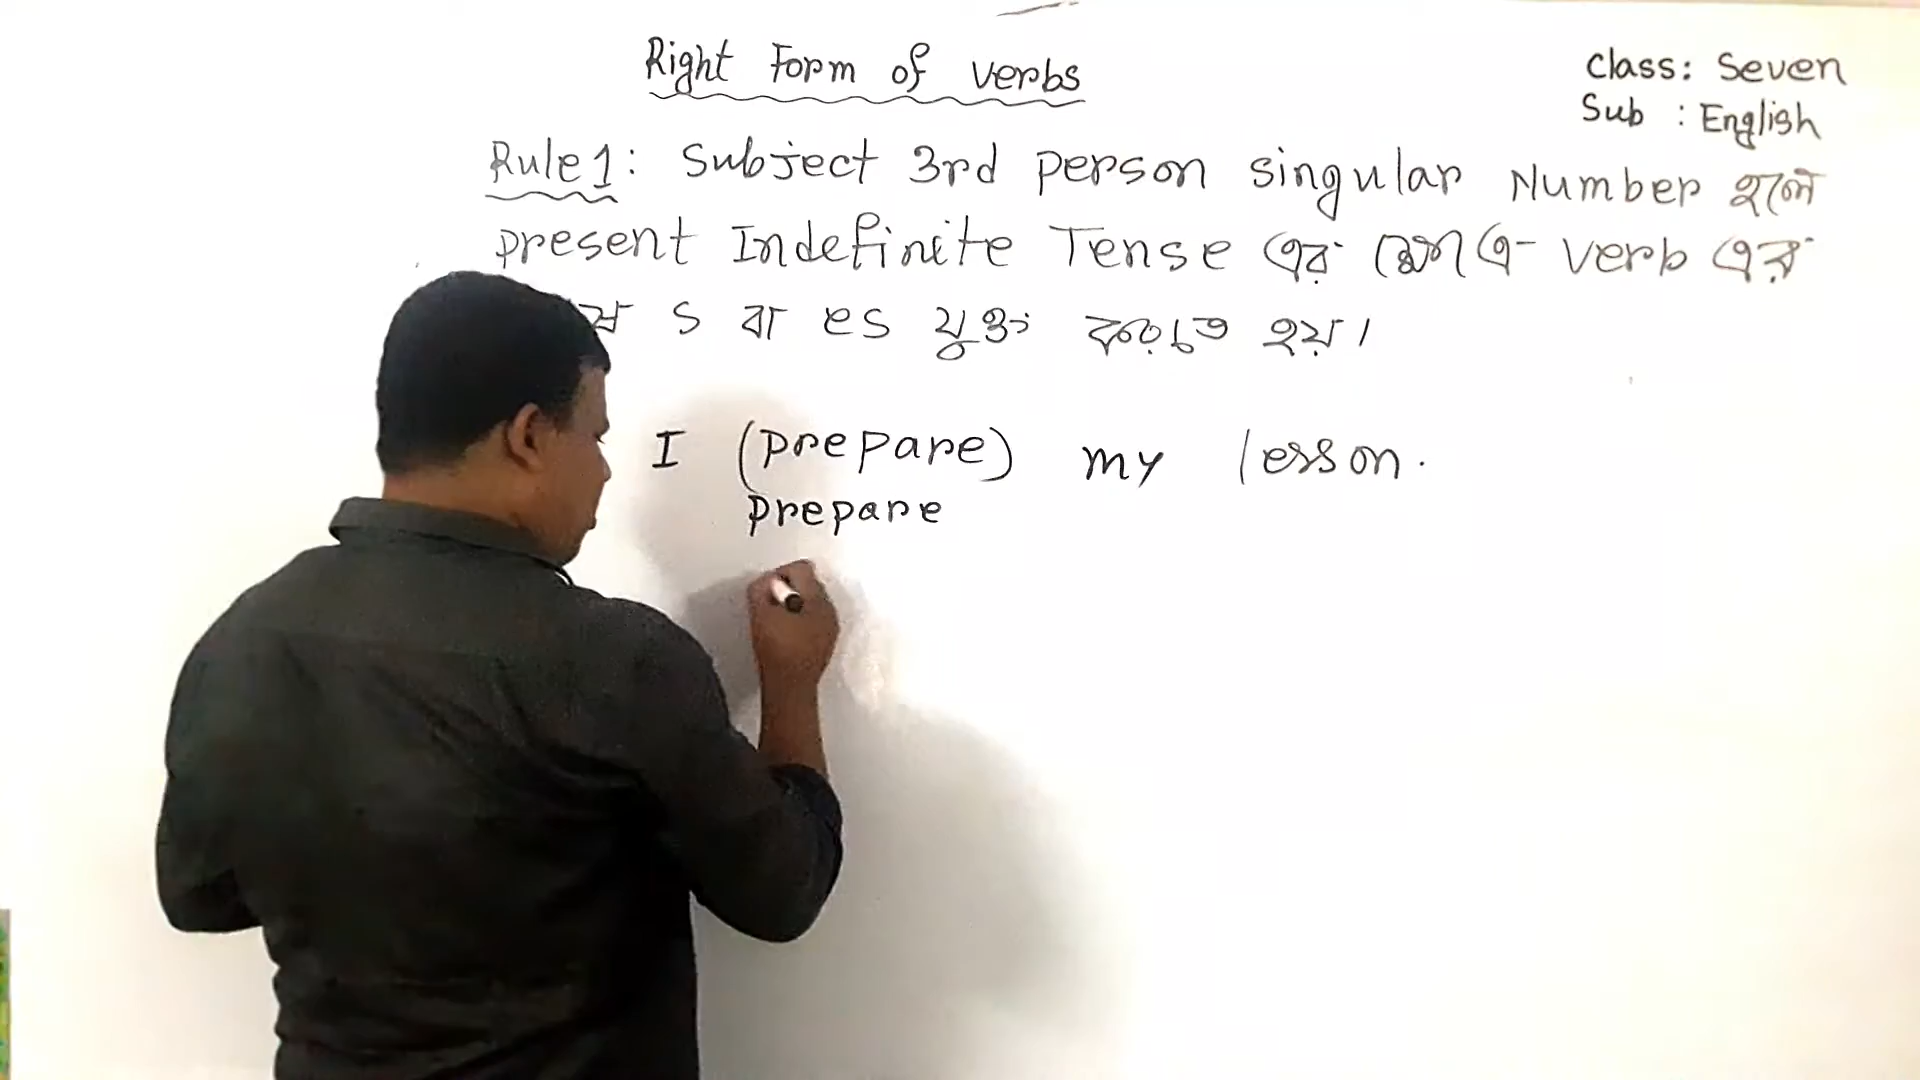 Right Form of verbs
Class: Seven
Sub : English
Rule 1: Subject 3rd person singular Number হলে
present Indefinite Tense এর ক্ষেত্রে verb এর
s বা es যুক্ত করতে হয়।
I (prepare) my lesson.
prepare